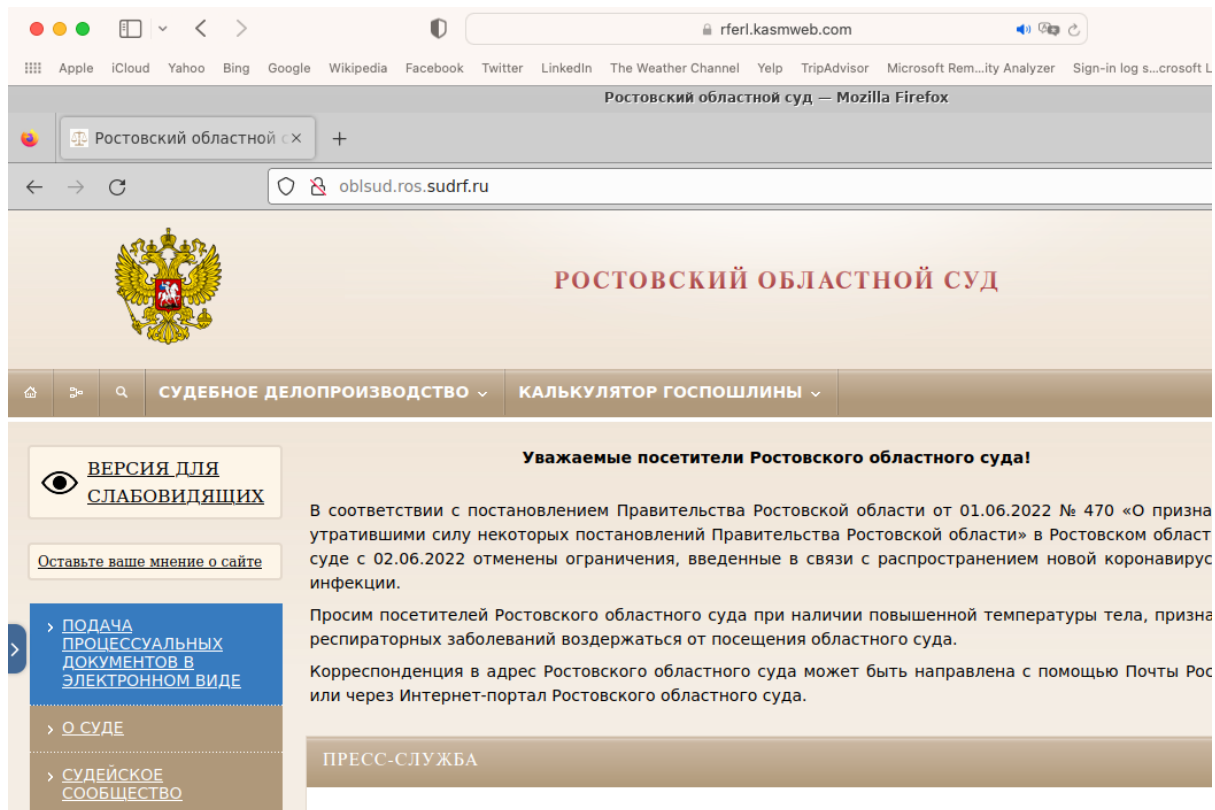 rferl.kasmweb.com
Apple iCloud Yahoo Bing Google Wikipedia Facebook Twitter LinkedIn The Weather Channel Yelp TripAdvisor Microsoft Rem...ity Analyzer Sign-in log s...crosoft L
Ростовский областной суд — Mozilla Firefox
Ростовский областной с
oblsud.ros.sudrf.ru
РОСТОВСКИЙ ОБЛАСТНОЙ СУД
СУДЕБНОЕ ДЕЛОПРОИЗВОДСТВО КАЛЬКУЛЯТОР ГОСПОШЛИНЫ
ВЕРСИЯ ДЛЯ
СЛАБОВИДЯЩИХ
Оставьте ваше мнение о сайте
ПОДАЧА
ПРОЦЕССУАЛЬНЫХ
ДОКУМЕНТОВ В
ЭЛЕКТРОННОМ ВИДЕ
О СУДЕ
СУДЕЙСКОЕ
СООБЩЕСТВО
Уважаемые посетители Ростовского областного суда!
В соответствии с постановлением Правительства Ростовской области от 01.06.2022 № 470 «О призна
утратившими силу некоторых постановлений Правительства Ростовской области» в Ростовском област
суде с 02.06.2022 отменены ограничения, введенные в связи с распространением новой коронавирус
инфекции.
Просим посетителей Ростовского областного суда при наличии повышенной температуры тела, призна
респираторных заболеваний воздержаться от посещения областного суда.
Корреспонденция в адрес Ростовского областного суда может быть направлена с помощью Почты Рос
или через Интернет-портал Ростовского областного суда.
ПРЕСС-СЛУЖБА